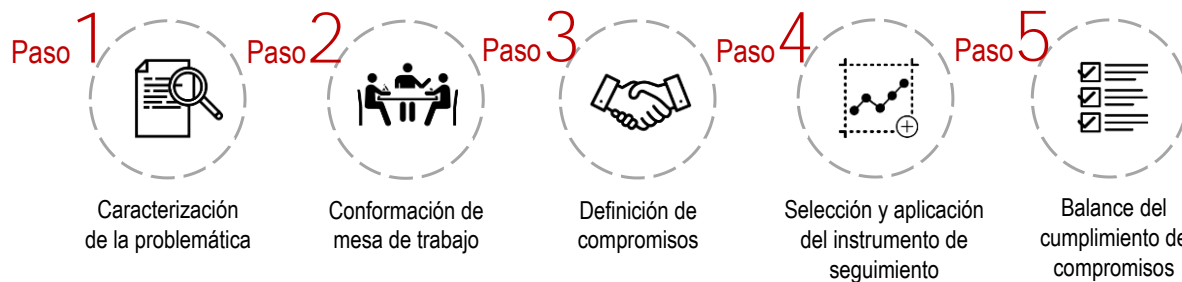 Paso 1
Paso 2
Paso 3
Paso 4
Paso 5
Caracterización
de la problemática
Conformación de
mesa de trabajo
Definición de
compromisos
Selección y aplicación
del instrumento de
seguimiento
Balance del
cumplimiento de
compromisos